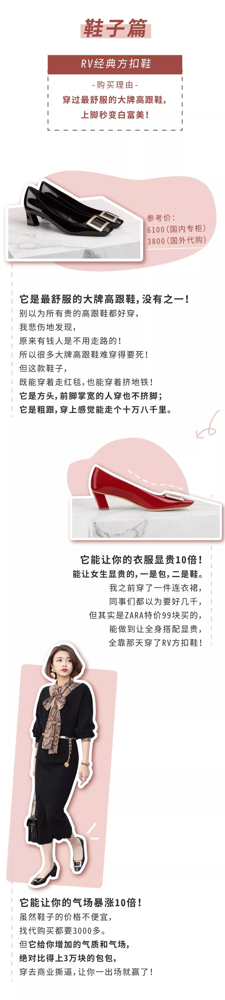 鞋子篇
RV经典方扣鞋
-购买理由-
穿过最舒服的大牌高跟鞋,
上脚秒变白富美!
参考价:
6100(国内专柜)
3800(国外代购)
它是最舒服的大牌高跟鞋,没有之一!
别以为所有贵的高跟鞋都好穿,
我悲伤地发现,
原来有钱人是不用走路的!
所以很多大牌高跟鞋难穿得要死!
但这款鞋子,
既能穿着走红毯,也能穿着挤地铁!
它是方头,前脚掌宽的人穿也不挤脚;
它是粗跟,穿上感觉能走个十万八千里。
它能让你的衣服显贵10倍!
能让女生显贵的,一是包,二是鞋。
我之前穿了一件连衣裙,
同事们都以为要好几千,
但其实是ZARA特价99块买的,
能做到让全身搭配显贵,
全靠那天穿了RV方扣鞋!
它能让你的气场暴涨10倍!
虽然鞋子的价格不便宜,
找代购买都要3000多。
但它给你增加的气质和气场,
绝对比得上3万块的包包,
穿去商业撕逼,让你一出场就赢了!